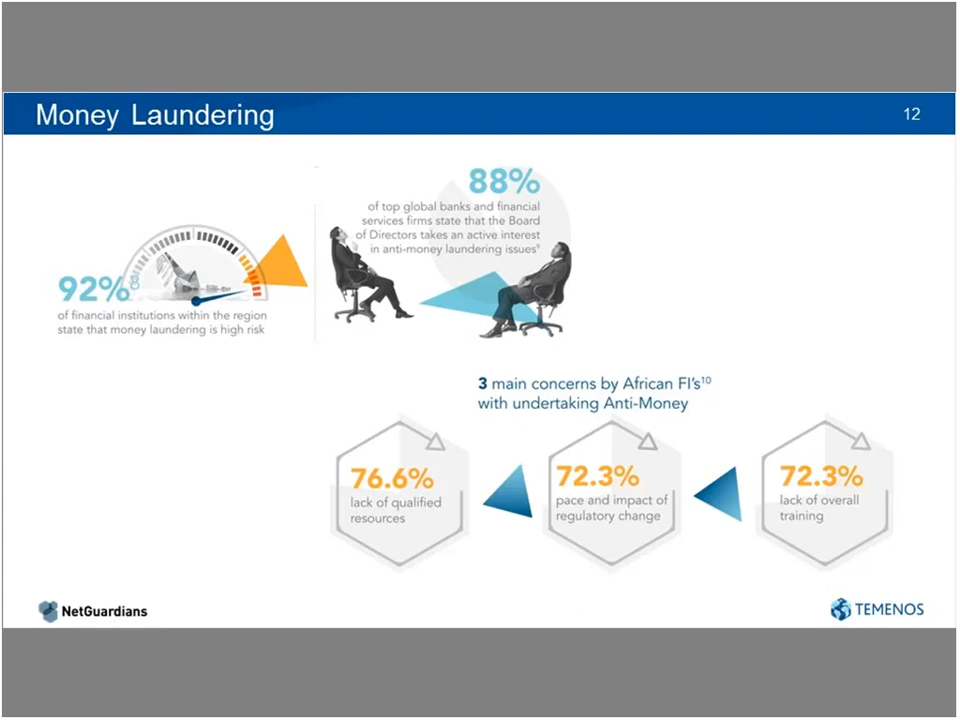 Money Laundering
12
92%
of financial institutions within the region
state that money laundering is high risk
88%
of top global banks and financial
services firms state that the Board
of Directors takes an active interest
in anti-money laundering issues⁹
3 main concerns by African FI's¹⁰
with undertaking Anti-Money
76.6%
lack of qualified
resources
72.3%
pace and impact of
regulatory change
72.3%
lack of overall
training
NetGuardians
TEMENOS